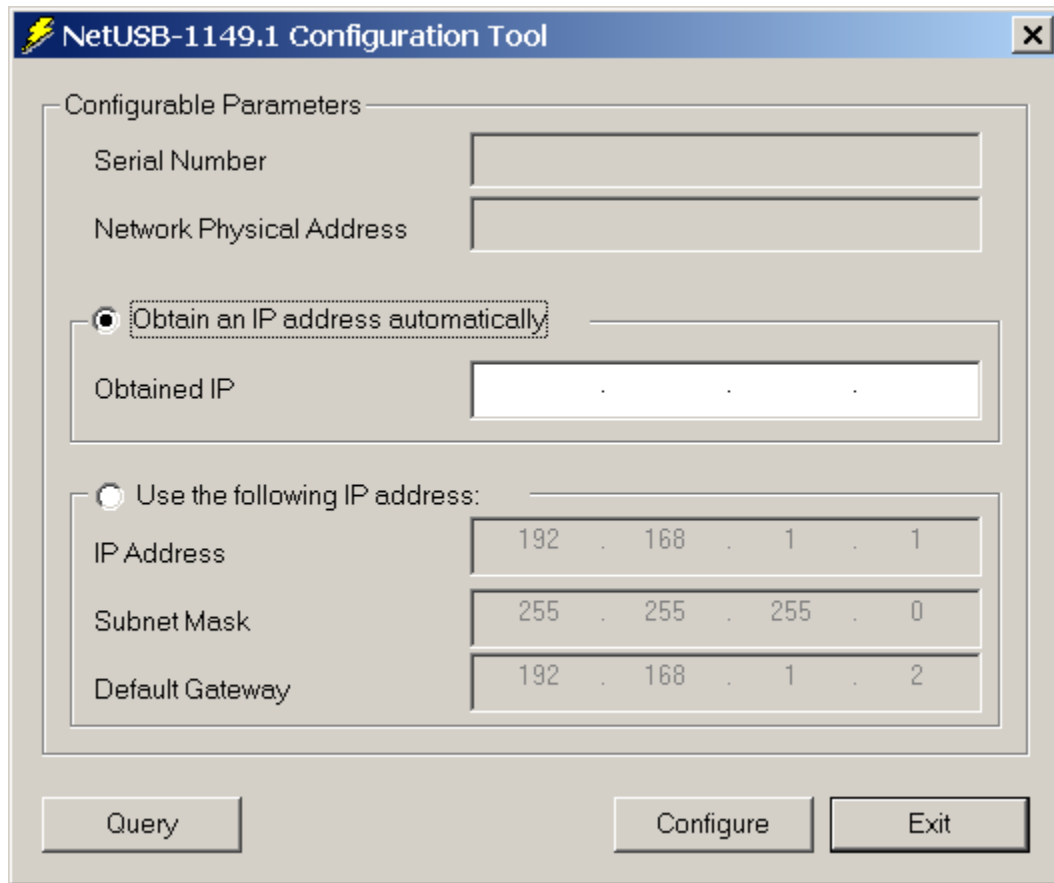 NetUSB-1149.1 Configuration Tool
Configurable Parameters
Serial Number
Network Physical Address
Obtain an IP address automatically
Obtained IP . . .
Use the following IP address:
IP Address 192 . 168 . 1 . 1
Subnet Mask 255 . 255 . 255 . 0
Default Gateway 192 . 168 . 1 . 2
Query Configure Exit